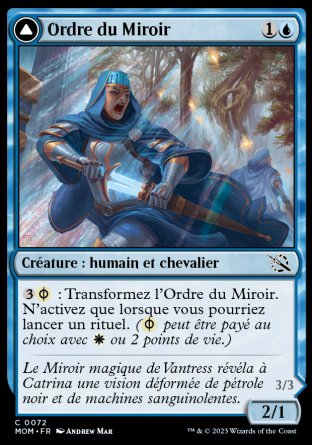 Ordre du Miroir 1
Créature : humain et chevalier
3 : Transformez l'Ordre du Miroir.
N'activez que lorsque vous pourriez
lancer un rituel. ( peut être payé au
choix avec ou 2 points de vie.)
Le Miroir magique de Vantress révéla à
Catrina une vision déformée de pétrole
noir et de machines sanguinolentes.
3/3
2/1
C 0072
MOM • FR Andrew Mar
™ & © 2023 Wizards of the Coast